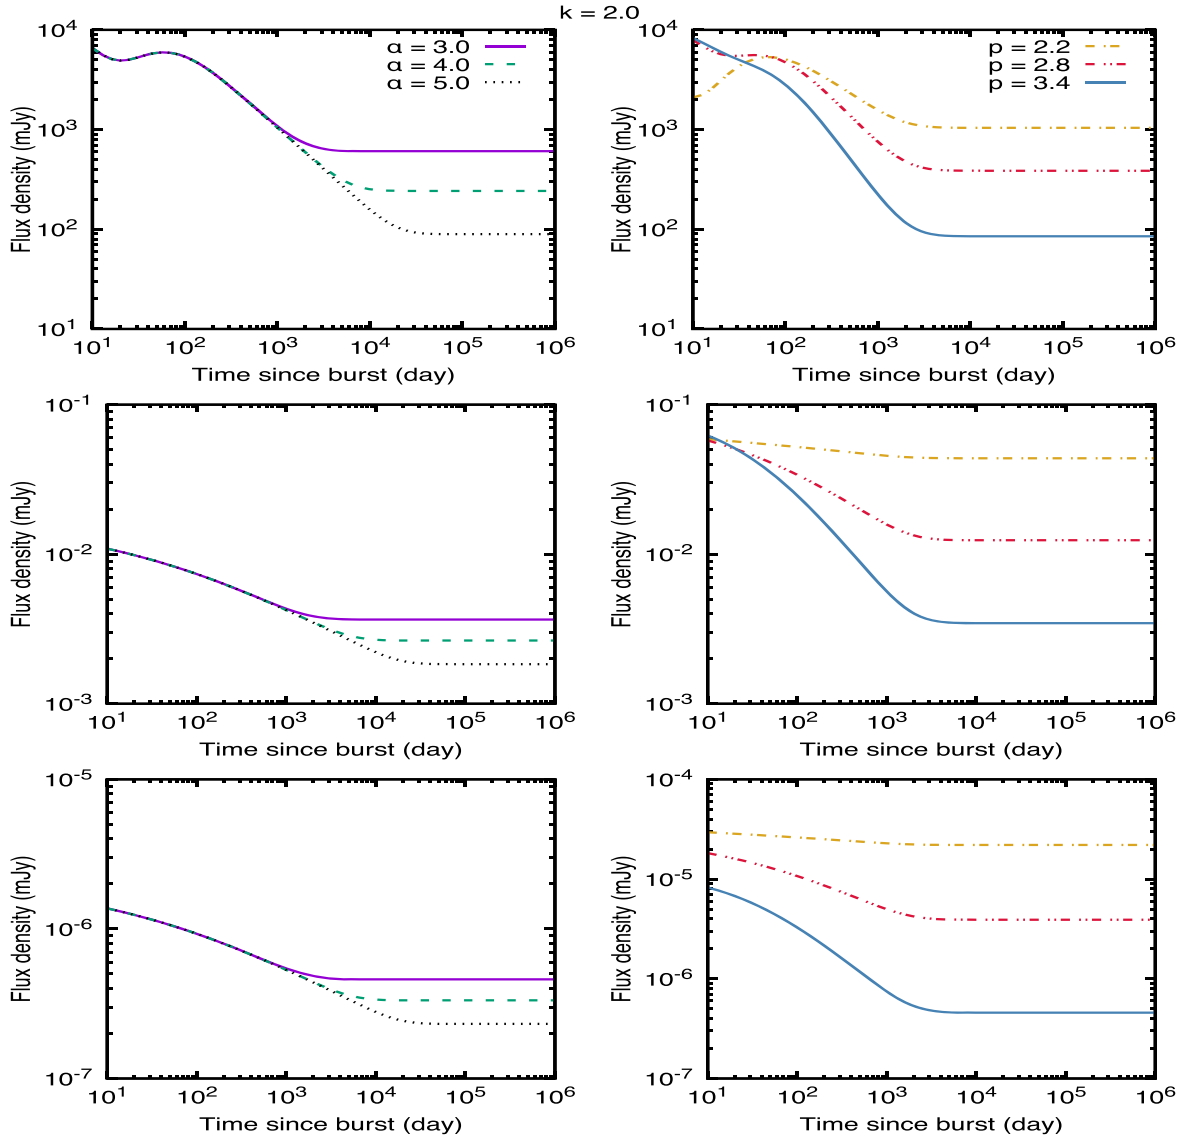 k = 2.0
α = 3.0
α = 4.0
α = 5.0
10⁴
10³
10²
10¹
Flux density (mJy)
10¹ 10² 10³ 10⁴ 10⁵ 10⁶
Time since burst (day)
p = 2.2
p = 2.8
p = 3.4
10⁴
10³
10²
10¹
Flux density (mJy)
10¹ 10² 10³ 10⁴ 10⁵ 10⁶
Time since burst (day)
10⁻¹
10⁻²
10⁻³
Flux density (mJy)
10¹ 10² 10³ 10⁴ 10⁵ 10⁶
Time since burst (day)
10⁻¹
10⁻²
10⁻³
Flux density (mJy)
10¹ 10² 10³ 10⁴ 10⁵ 10⁶
Time since burst (day)
10⁻⁵
10⁻⁶
10⁻⁷
Flux density (mJy)
10¹ 10² 10³ 10⁴ 10⁵ 10⁶
Time since burst (day)
10⁻⁴
10⁻⁵
10⁻⁶
10⁻⁷
Flux density (mJy)
10¹ 10² 10³ 10⁴ 10⁵ 10⁶
Time since burst (day)